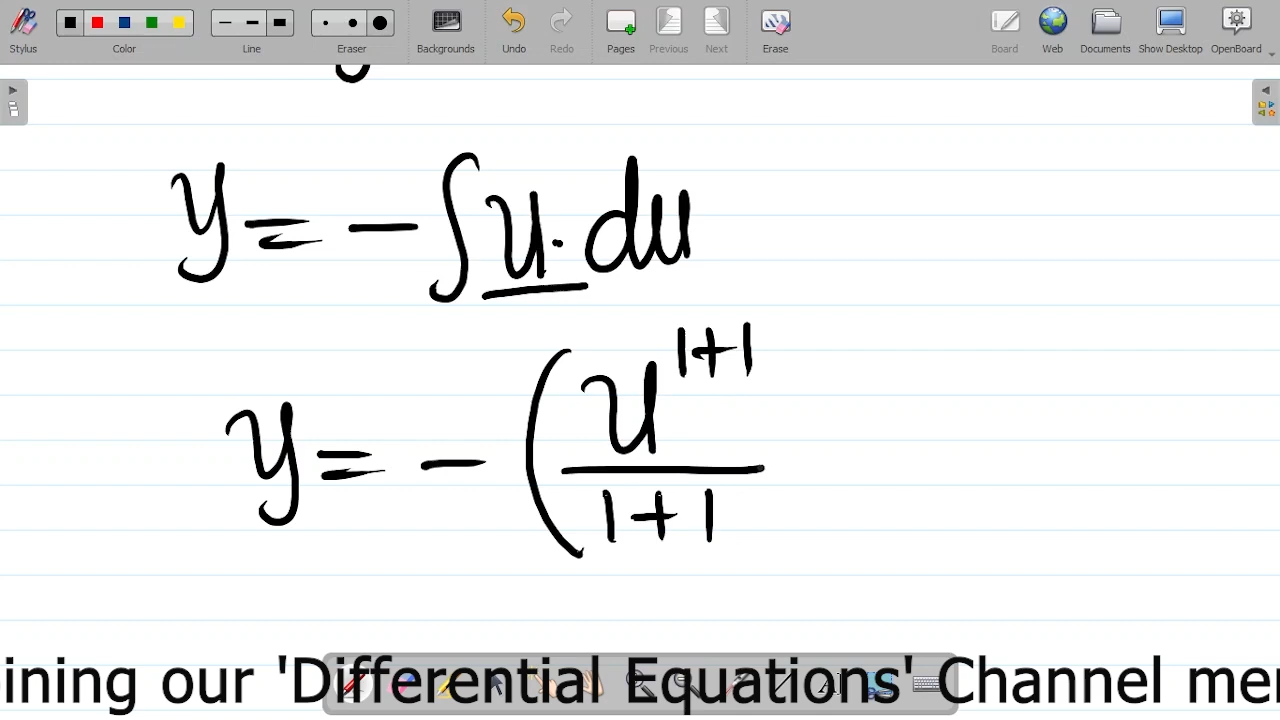 Stylus Color Line Eraser Backgrounds Undo Redo Pages Previous Next Erase Board Web Documents Show Desktop OpenBoard
y = - ∫ u · du
y = - ( u^{1+1} / 1+1
ining our 'Differential Equations' Channel mer